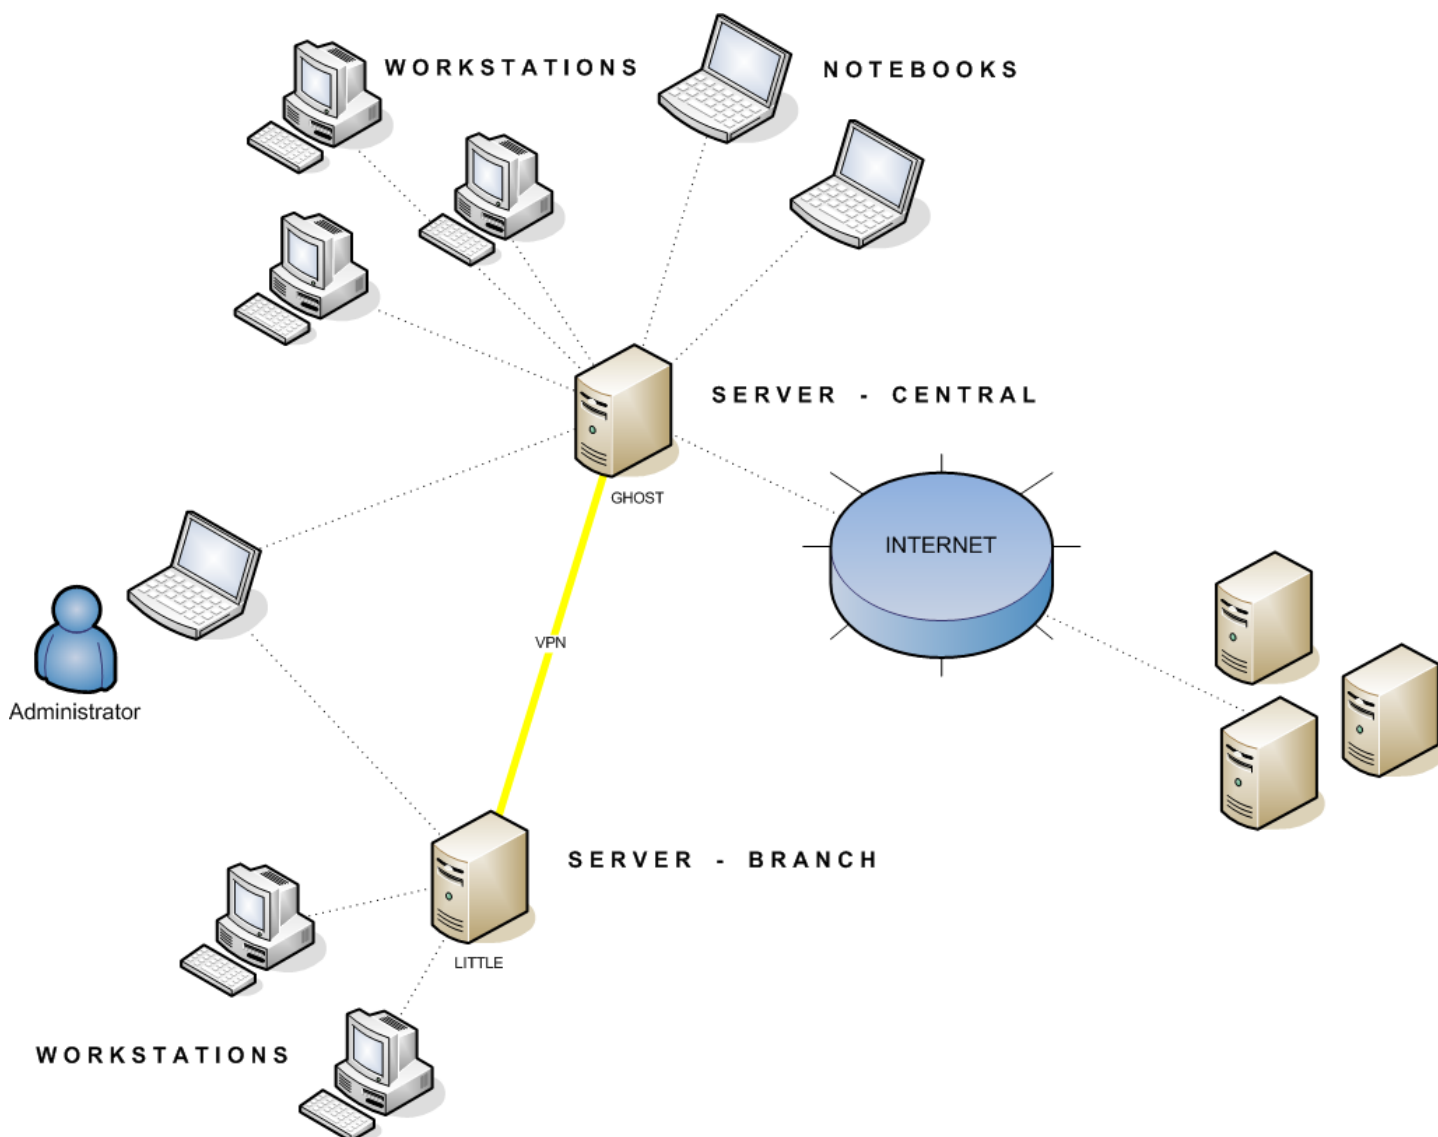 WORKSTATIONS
NOTEBOOKS
SERVER - CENTRAL
GHOST
INTERNET
VPN
Administrator
SERVER - BRANCH
LITTLE
WORKSTATIONS